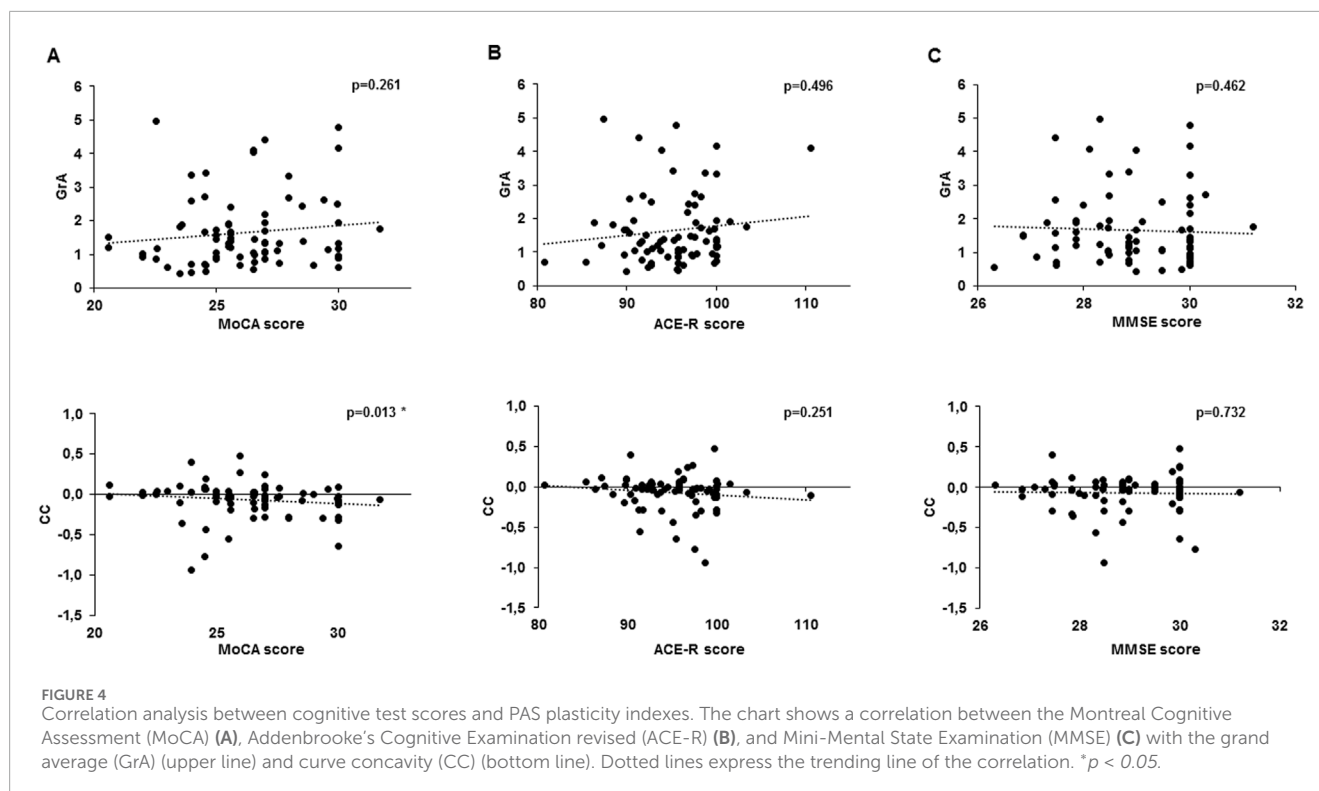 A
B
C
p=0.261
p=0.496
p=0.462
6
5
4
3
2
1
0
GrA
20
25
30
MoCA score
6
5
4
3
2
1
0
GrA
80
90
100
110
ACE-R score
6
5
4
3
2
1
0
GrA
26
28
30
32
MMSE score
p=0.013 *
p=0.251
p=0.732
1,0
0,5
0,0
-0,5
-1,0
-1,5
CC
20
25
30
MoCA score
1,0
0,5
0,0
-0,5
-1,0
-1,5
CC
80
90
100
110
ACE-R score
1,0
0,5
0,0
-0,5
-1,0
-1,5
CC
26
28
30
32
MMSE score
FIGURE 4
Correlation analysis between cognitive test scores and PAS plasticity indexes. The chart shows a correlation between the Montreal Cognitive
Assessment (MoCA) (A), Addenbrooke's Cognitive Examination revised (ACE-R) (B), and Mini-Mental State Examination (MMSE) (C) with the grand
average (GrA) (upper line) and curve concavity (CC) (bottom line). Dotted lines express the trending line of the correlation. *p < 0.05.